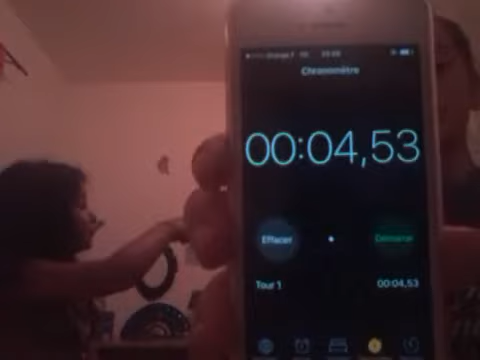 Chronomètre
00:04,53
Effacer
Démarrer
Tour 1 00:04,53